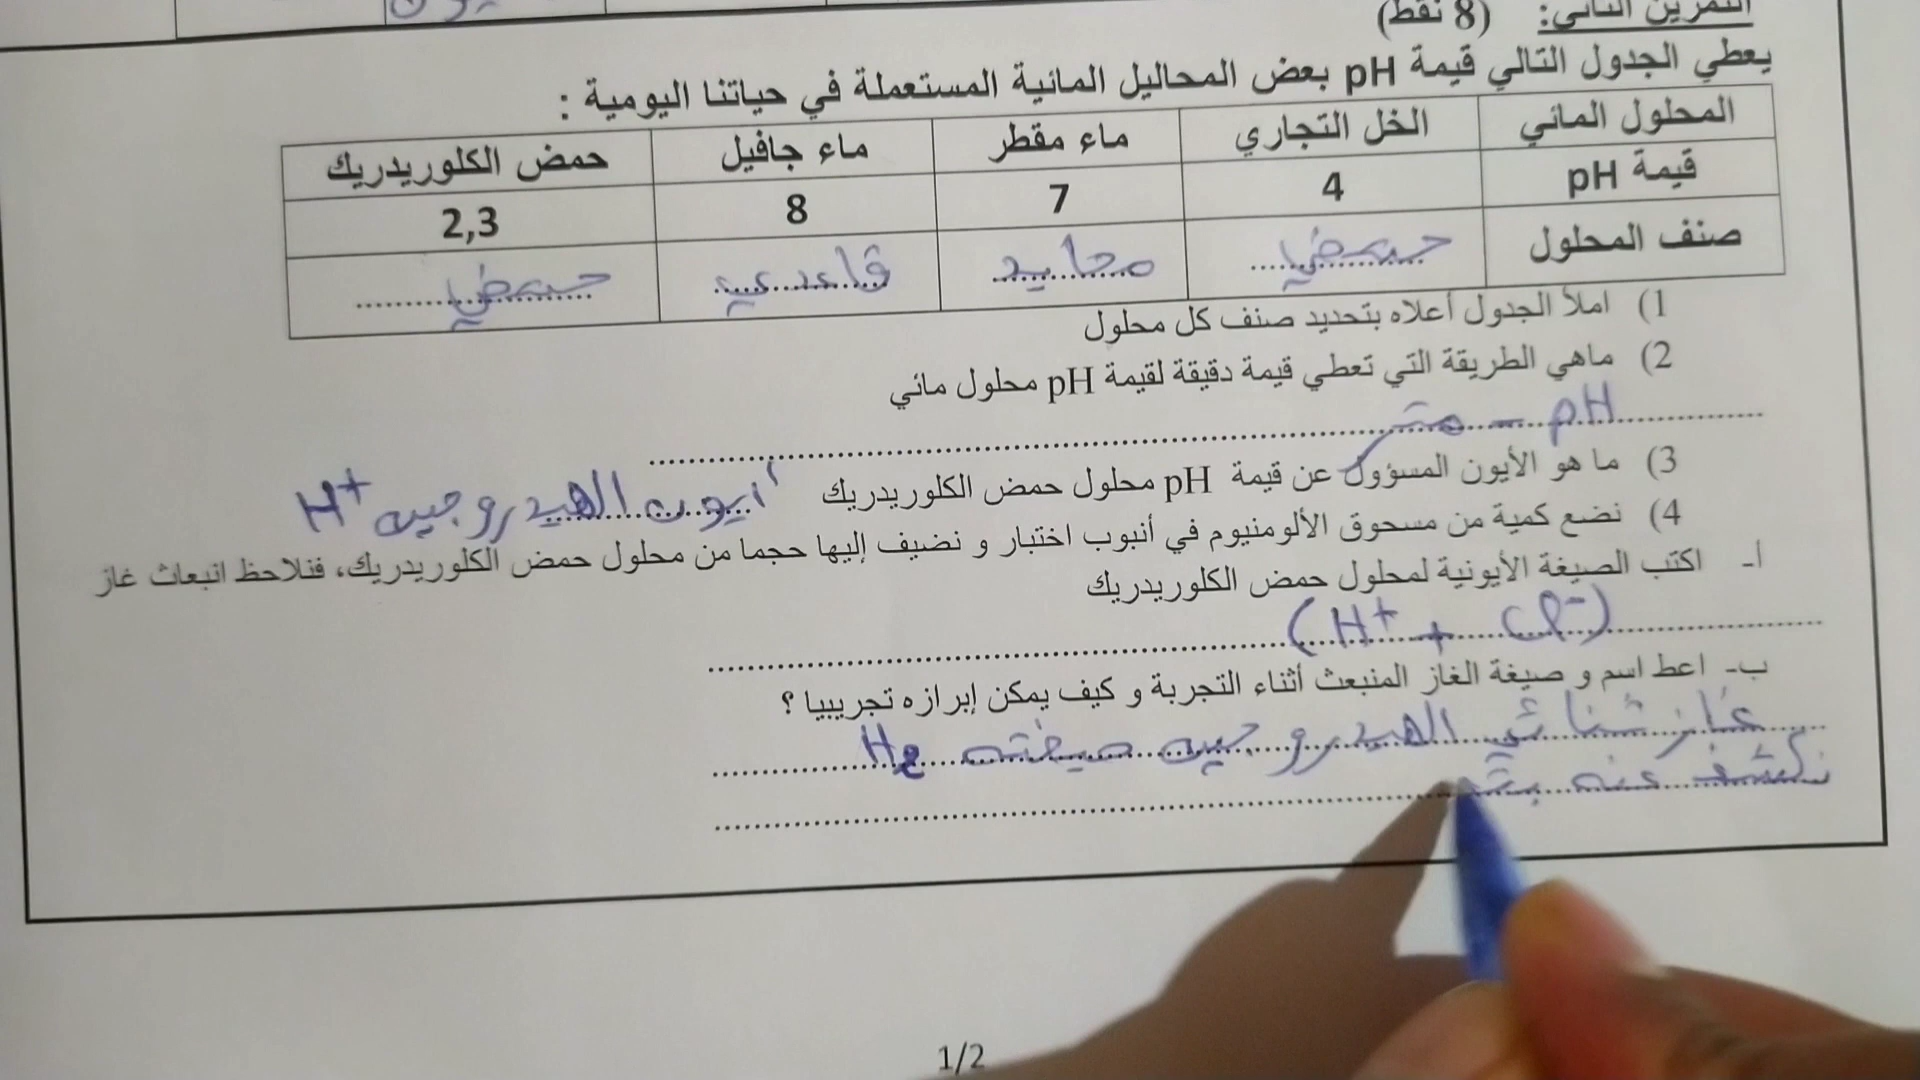 التمرين الثاني: (8 نقط)
يعطي الجدول التالي قيمة pH بعض المحاليل المائية المستعملة في حياتنا اليومية :
المحلول المائي الخل التجاري ماء مقطر ماء جافيل حمض الكلوريدريك
قيمة pH 4 7 8 2,3
صنف المحلول حمضي محايد قاعدي حمضي
1) املأ الجدول أعلاه بتحديد صنف كل محلول
2) ماهي الطريقة التي تعطي قيمة دقيقة لقيمة pH محلول مائي
pH - متر
3) ما هو الأيون المسؤول عن قيمة pH محلول حمض الكلوريدريك أيون الهيدروجين H+
4) نضع كمية من مسحوق الألومنيوم في أنبوب اختبار و نضيف إليها حجما من محلول حمض الكلوريدريك، فنلاحظ انبعاث غاز
أ- اكتب الصيغة الأيونية لمحلول حمض الكلوريدريك
(H+ + Cl-)
ب- اعط اسم و صيغة الغاز المنبعث أثناء التجربة و كيف يمكن إبرازه تجريبيا ؟
غاز ثنائي الهيدروجين صيغته H2
نكشف عنه
1/2